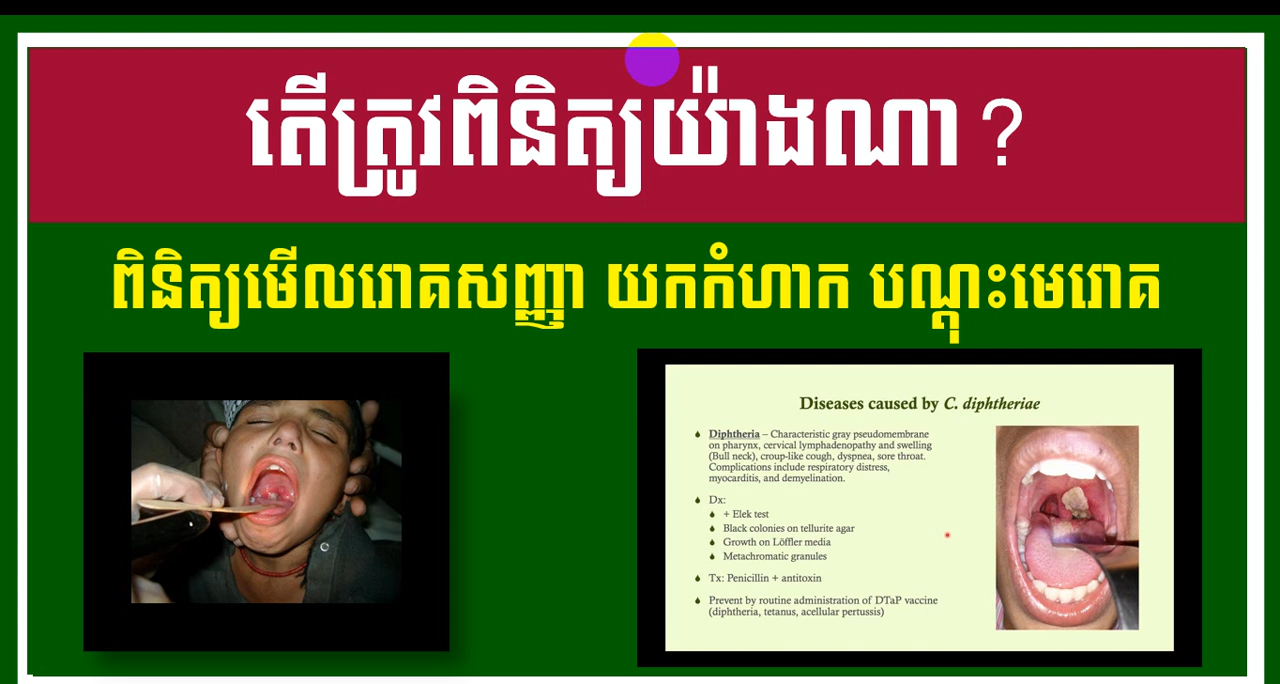 តើត្រូវពិនិត្យយ៉ាងណា ?
ពិនិត្យមើលរោគសញ្ញា យកកំហាក បណ្តុះមេរោគ
Diseases caused by C. diphtheriae
Diphtheria – Characteristic gray pseudomembrane
on pharynx, cervical lymphadenopathy and swelling
(Bull neck), croup-like cough, dyspnea, sore throat.
Complications include respiratory distress,
myocarditis, and demyelination.
Dx:
+ Elek test
Black colonies on tellurite agar
Growth on Löffler media
Metachromatic granules
Tx: Penicillin + antitoxin
Prevent by routine administration of DTaP vaccine
(diphtheria, tetanus, acellular pertussis)